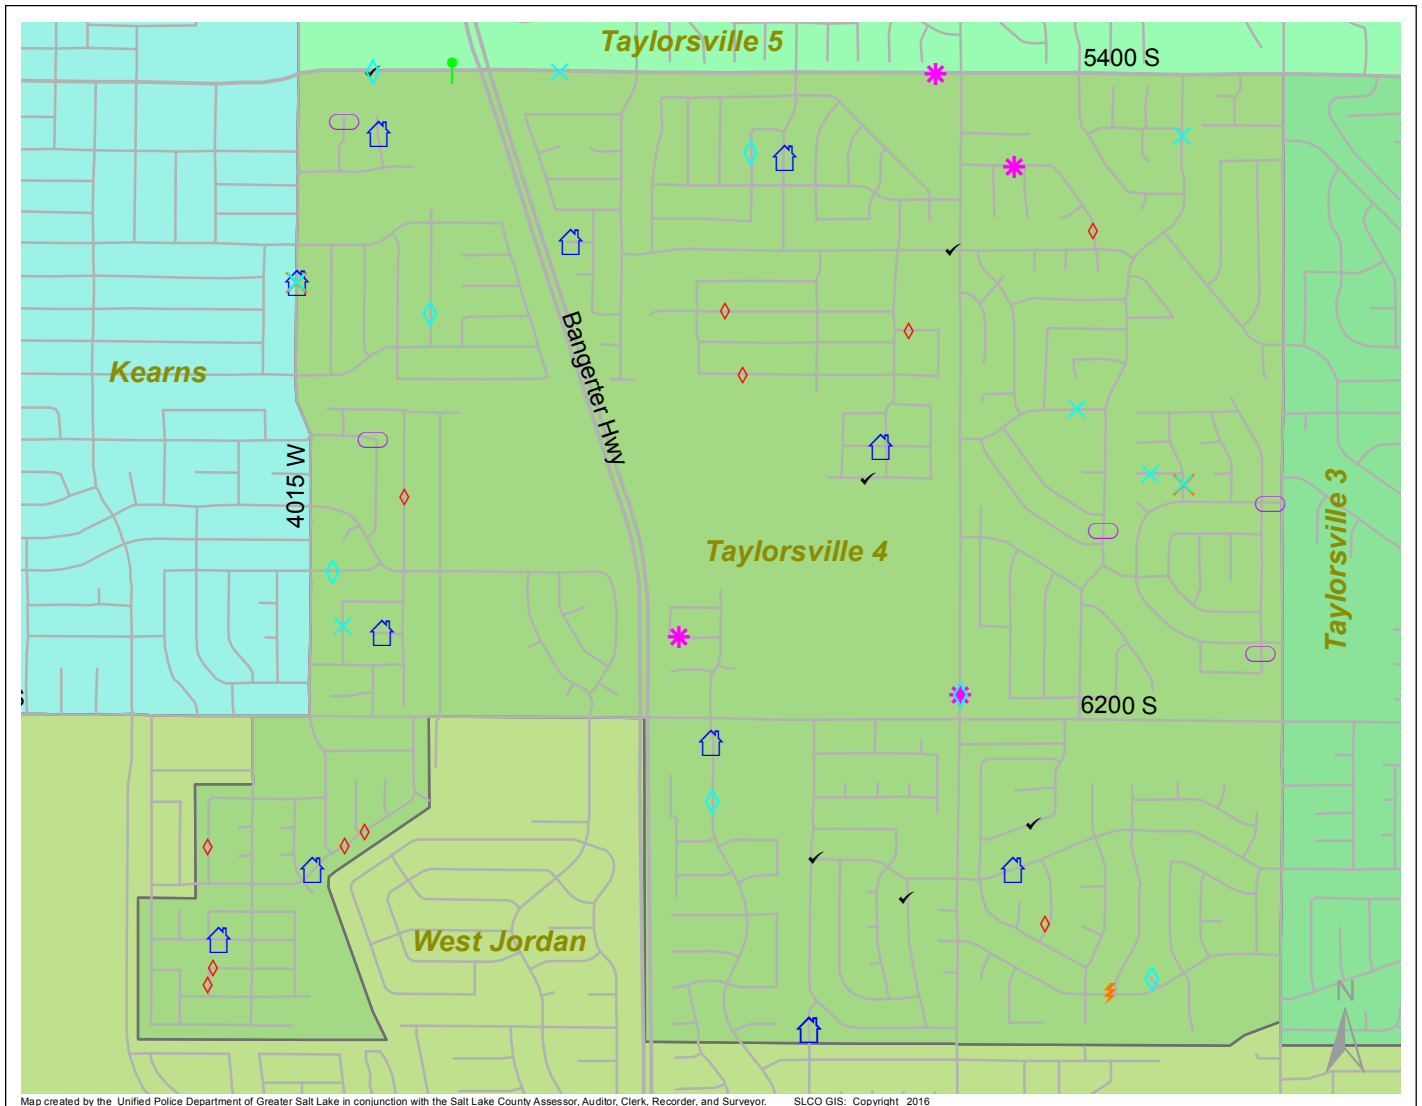 Taylorsville 5
5400 S
Bangerter Hwy
Kearns
4015 W
Taylorsville 4
Taylorsville 3
6200 S
West Jordan
N
Map created by the Unified Police Department of Greater Salt Lake in conjunction with the Salt Lake County Assessor, Auditor, Clerk, Recorder, and Surveyor. SLCO GIS: Copyright 2016